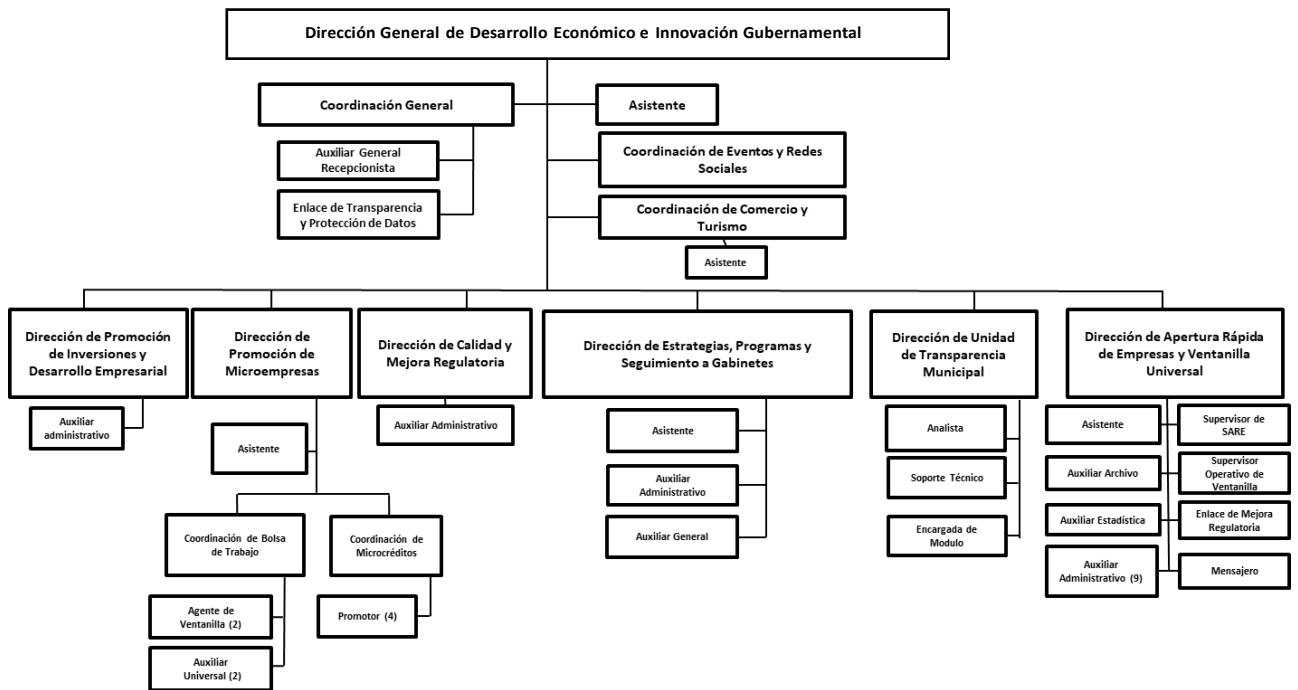 Dirección General de Desarrollo Económico e Innovación Gubernamental
Coordinación General
Asistente
Auxiliar General
Recepcionista
Coordinación de Eventos y Redes
Sociales
Enlace de Transparencia
y Protección de Datos
Coordinación de Comercio y
Turismo
Asistente
Dirección de Promoción
de Inversiones y
Desarrollo Empresarial
Auxiliar
administrativo
Dirección de
Promoción de
Microempresas
Asistente
Coordinación de Bolsa
de Trabajo
Agente de
Ventanilla (2)
Auxiliar
Universal (2)
Coordinación de
Microcréditos
Promotor (4)
Dirección de Calidad y
Mejora Regulatoria
Auxiliar Administrativo
Dirección de Estrategias, Programas y
Seguimiento a Gabinetes
Asistente
Auxiliar
Administrativo
Auxiliar General
Dirección de Unidad
de Transparencia
Municipal
Analista
Soporte Técnico
Encargada de
Modulo
Dirección de Apertura Rápida
de Empresas y Ventanilla
Universal
Asistente
Supervisor de
SARE
Auxiliar Archivo
Supervisor
Operativo de
Ventanilla
Auxiliar Estadística
Enlace de Mejora
Regulatoria
Auxiliar
Administrativo (9)
Mensajero